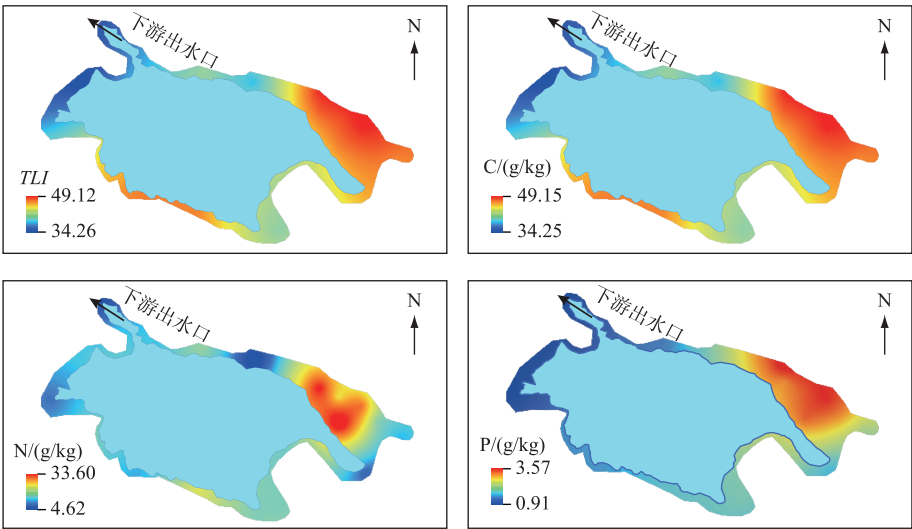 下游出水口
N
TLI
49.12
34.26
下游出水口
N
C/(g/kg)
49.15
34.25
下游出水口
N
N/(g/kg)
33.60
4.62
下游出水口
N
P/(g/kg)
3.57
0.91